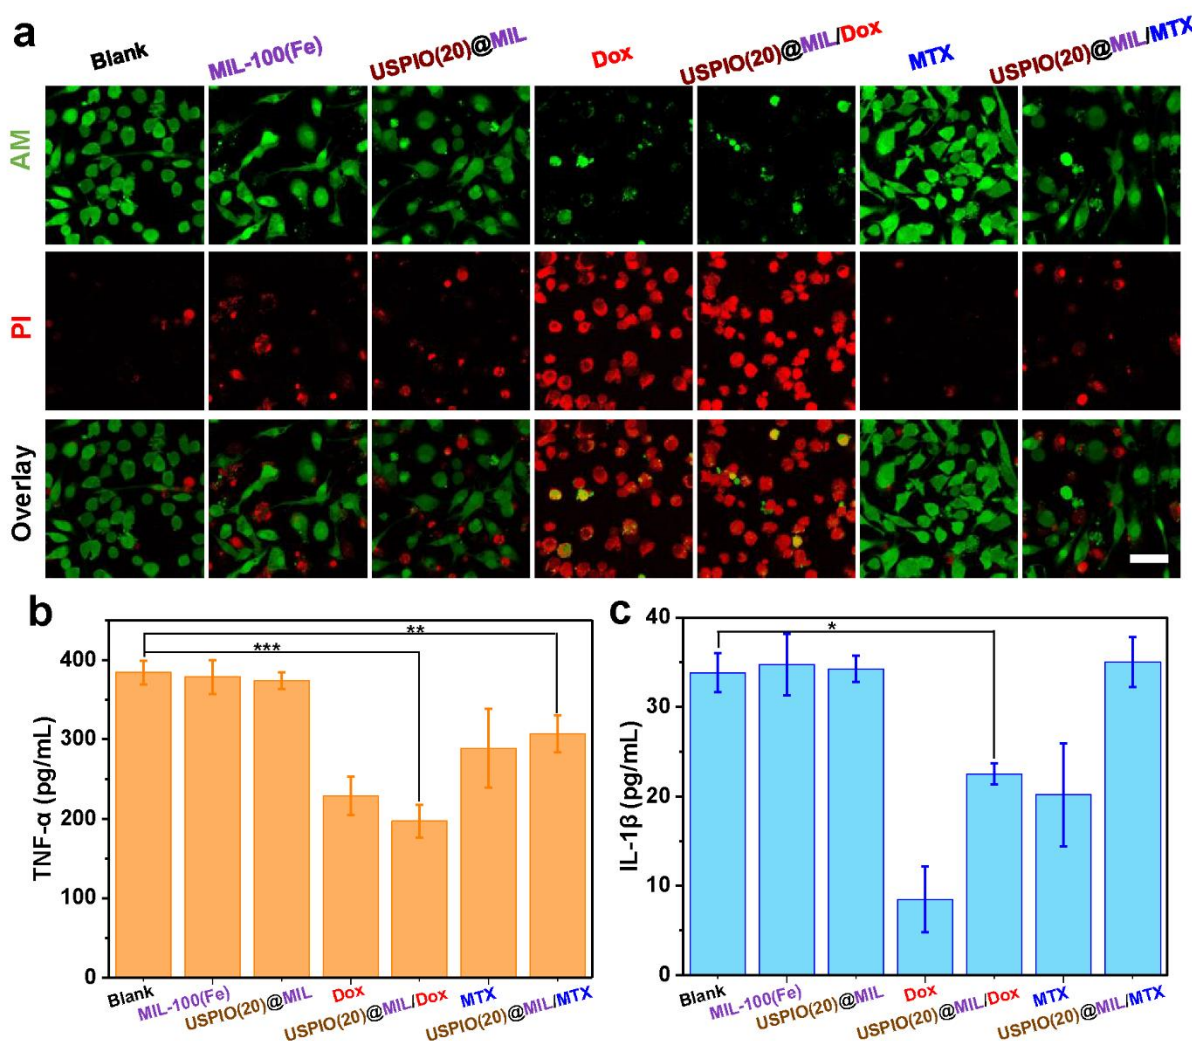 a
Blank
MIL-100(Fe)
USPIO(20)@MIL
Dox
USPIO(20)@MIL/Dox
MTX
USPIO(20)@MIL/MTX
AM
PI
Overlay
b
TNF-α (pg/mL)
400
300
200
100
0
***
**
Blank
MIL-100(Fe)
USPIO(20)@MIL
Dox
USPIO(20)@MIL/Dox
MTX
USPIO(20)@MIL/MTX
c
IL-1β (pg/mL)
40
30
20
10
0
*
Blank
MIL-100(Fe)
USPIO(20)@MIL
Dox
USPIO(20)@MIL/Dox
MTX
USPIO(20)@MIL/MTX